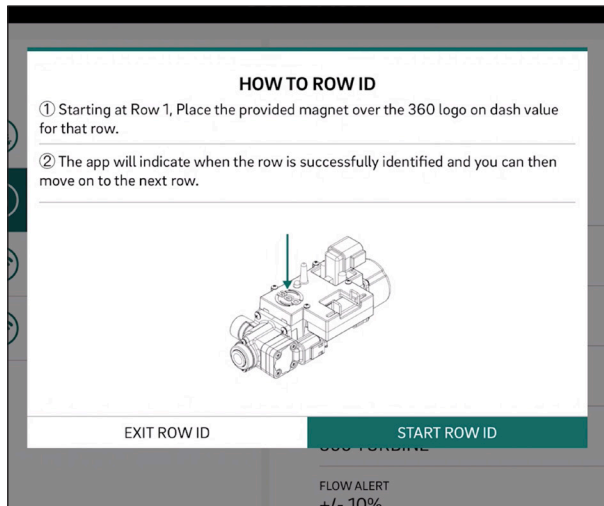 HOW TO ROW ID
① Starting at Row 1, Place the provided magnet over the 360 logo on dash value
for that row.
② The app will indicate when the row is successfully identified and you can then
move on to the next row.
EXIT ROW ID
START ROW ID
360 TURBINE
FLOW ALERT
+/- 10%